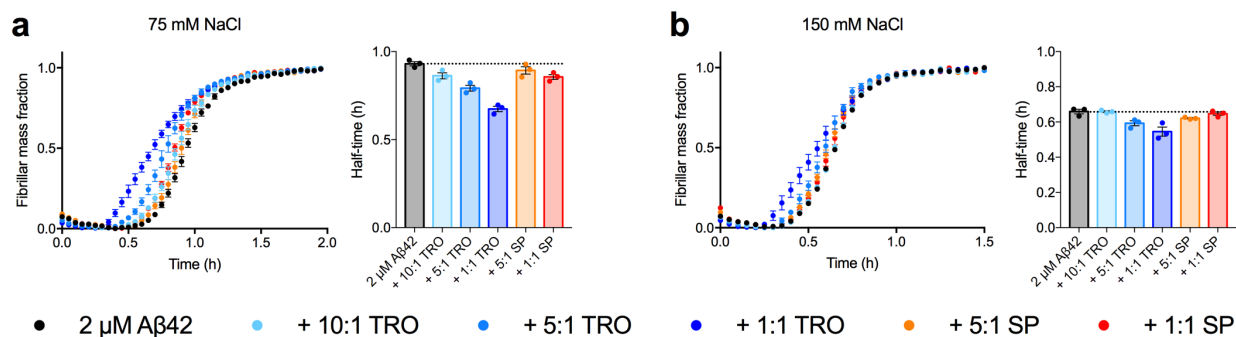 a
75 mM NaCl
Fibrillar mass fraction
1.0
0.5
0.0
0.0 0.5 1.0 1.5 2.0
Time (h)
Half-time (h)
1.0
0.5
0.0
2 µM Aβ42
+ 10:1 TRO
+ 5:1 TRO
+ 1:1 TRO
+ 5:1 SP
+ 1:1 SP
b
150 mM NaCl
Fibrillar mass fraction
1.0
0.5
0.0
0.0 0.5 1.0 1.5
Time (h)
Half-time (h)
1.0
0.8
0.6
0.4
0.2
0.0
2 µM Aβ42
+ 10:1 TRO
+ 5:1 TRO
+ 1:1 TRO
+ 5:1 SP
+ 1:1 SP
2 µM Aβ42 + 10:1 TRO + 5:1 TRO + 1:1 TRO + 5:1 SP + 1:1 SP